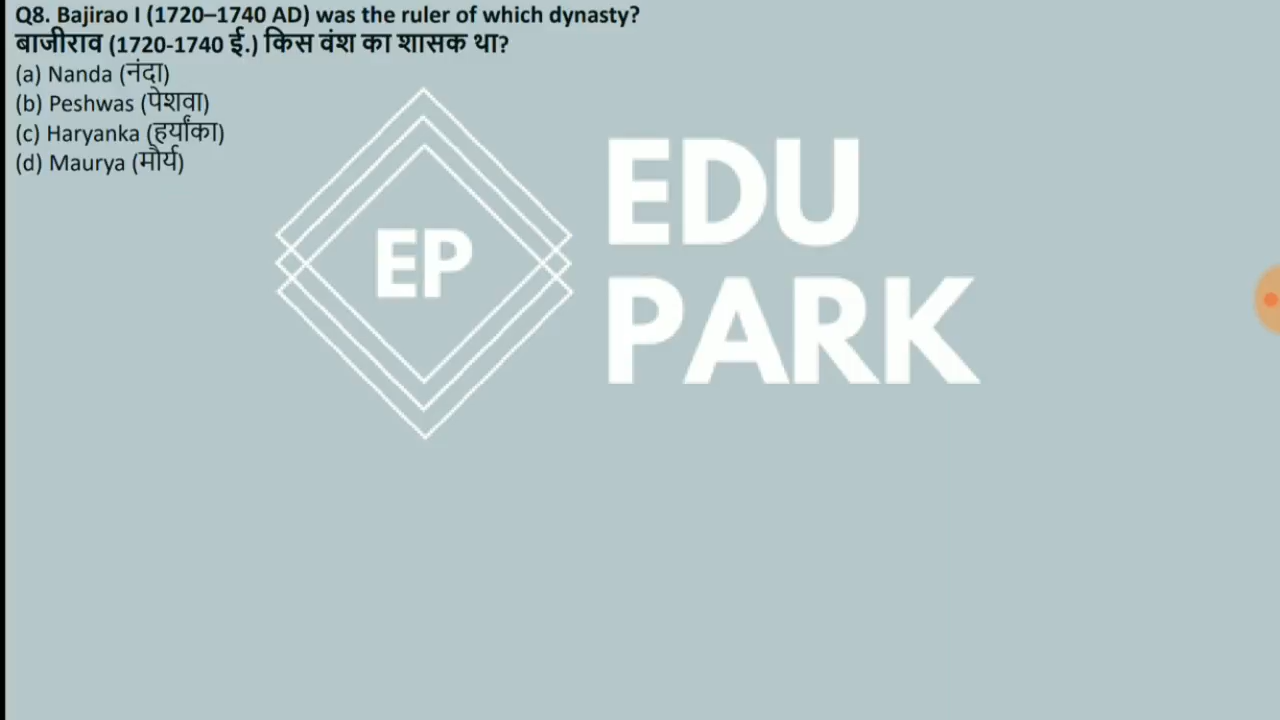 Q8. Bajirao I (1720–1740 AD) was the ruler of which dynasty?
बाजीराव (1720-1740 ई.) किस वंश का शासक था?
(a) Nanda (नंदा)
(b) Peshwas (पेशवा)
(c) Haryanka (हर्यांका)
(d) Maurya (मौर्य)
EP
EDU
PARK